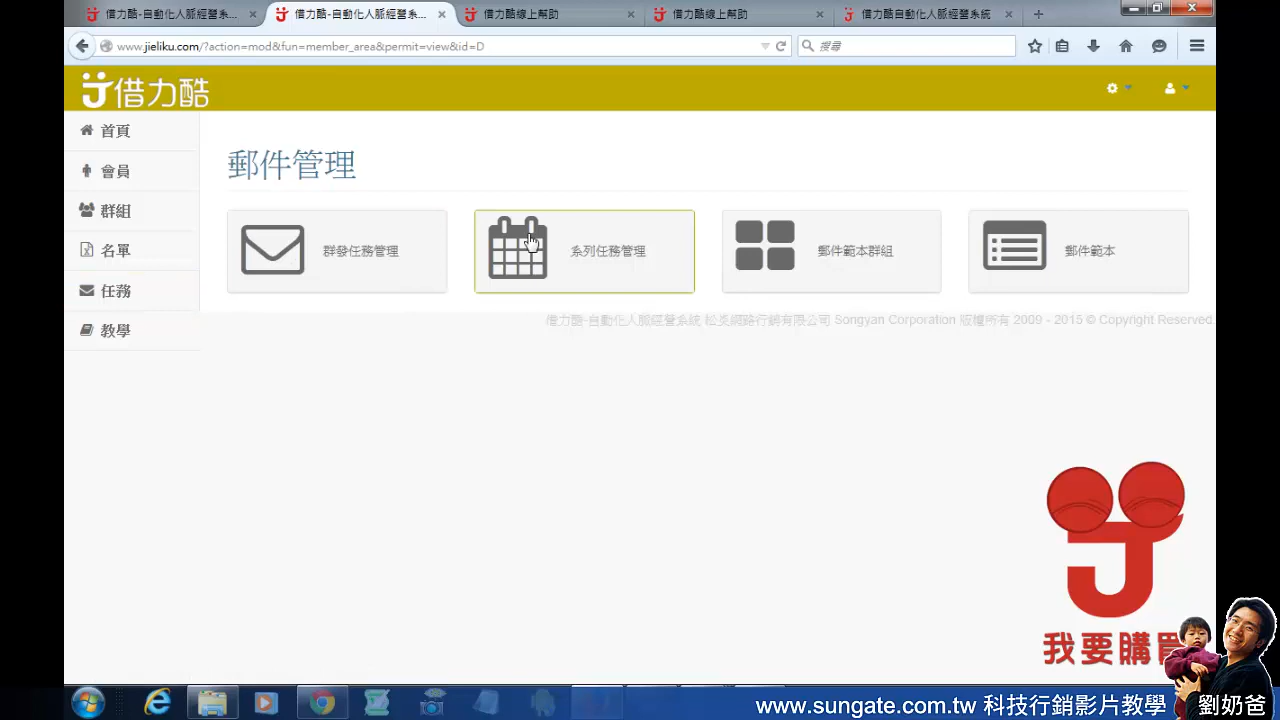 借力酷-自動化人脈經營系... 借力酷-自動化人脈經營系... 借力酷線上幫助 借力酷線上幫助 借力酷自動化人脈經營系統
www.jieliku.com/?action=mod&fun=member_area&permit=view&id=D 搜尋
借力酷
首頁
會員
群組
名單
任務
教學
郵件管理
群發任務管理 系列任務管理 郵件範本群組 郵件範本
借力酷-自動化人脈經營系統 松炎網路行銷有限公司 Songyan Corporation 版權所有 2009 - 2015 © Copyright Reserved.
我要購買
www.sungate.com.tw 科技行銷影片教學 劉奶爸